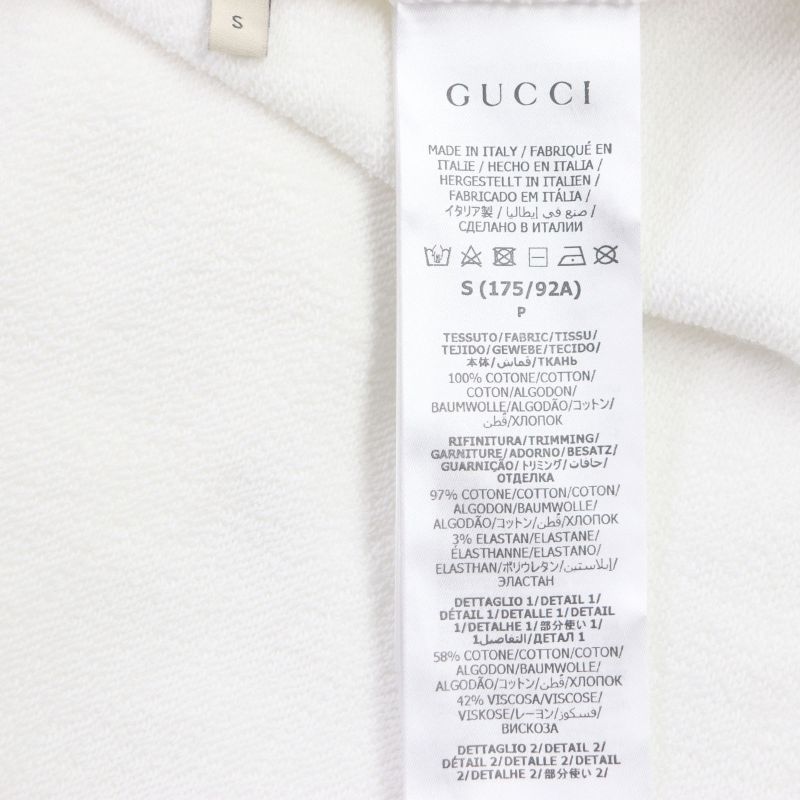 S
GUCCI
MADE IN ITALY / FABRIQUÉ EN
ITALIE / HECHO EN ITALIA /
HERGESTELLT IN ITALIEN /
FABRICADO EM ITÁLIA /
イタリア製 / صنع في إيطاليا /
СДЕЛАНО В ИТАЛИИ
S (175/92A)
P
TESSUTO/FABRIC/TISSU/
TEJIDO/GEWEBE/TECIDO/
本体/قماش/ТКАНЬ
100% COTONE/COTTON/
COTON/ALGODON/
BAUMWOLLE/ALGODÃO/コットン/
قطن/ХЛОПОК
RIFINITURA/TRIMMING/
GARNITURE/ADORNO/BESATZ/
GUARNIÇÃO/トリミング/حافات/
ОТДЕЛКА
97% COTONE/COTTON/COTON/
ALGODON/BAUMWOLLE/
ALGODÃO/コットン/قطن/ХЛОПОК
3% ELASTAN/ELASTANE/
ÉLASTHANNE/ELASTANO/
ELASTHAN/ポリウレタン/إيلاستين/
ЭЛАСТАН
DETTAGLIO 1/DETAIL 1/
DÉTAIL 1/DETALLE 1/DETAIL
1/DETALHE 1/部分使い 1/
التفاصيل1/ДЕТАЛ 1
58% COTONE/COTTON/COTON/
ALGODON/BAUMWOLLE/
ALGODÃO/コットン/قطن/ХЛОПОК
42% VISCOSA/VISCOSE/
VISKOSE/レーヨン/فسكوز/
ВИСКОЗА
DETTAGLIO 2/DETAIL 2/
DÉTAIL 2/DETALLE 2/DETAIL
2/DETALHE 2/部分使い 2/